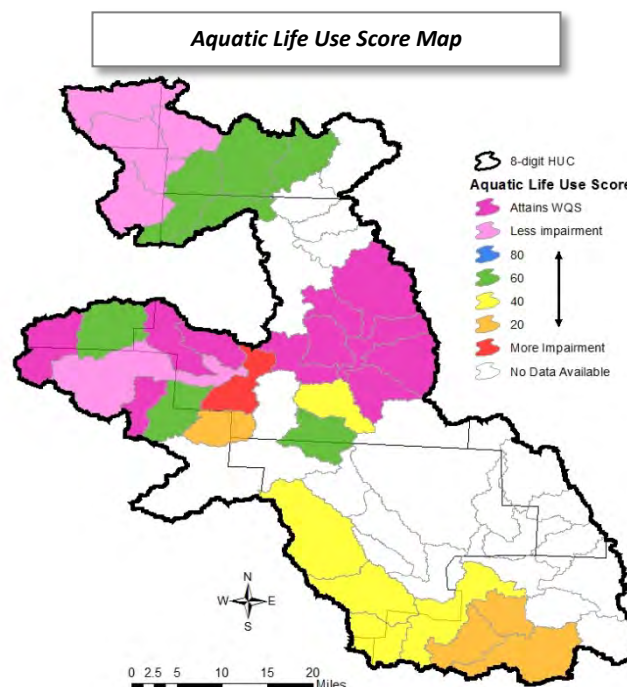 Aquatic Life Use Score Map
8-digit HUC
Aquatic Life Use Score
Attains WQS
Less impairment
80
60
40
20
More Impairment
No Data Available
N
W E
S
0 2.5 5 10 15 20
Miles